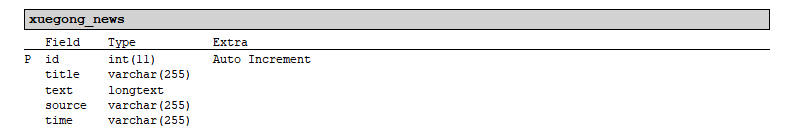 xuegong_news
Field Type Extra
P id int(11) Auto Increment
title varchar(255)
text longtext
source varchar(255)
time varchar(255)